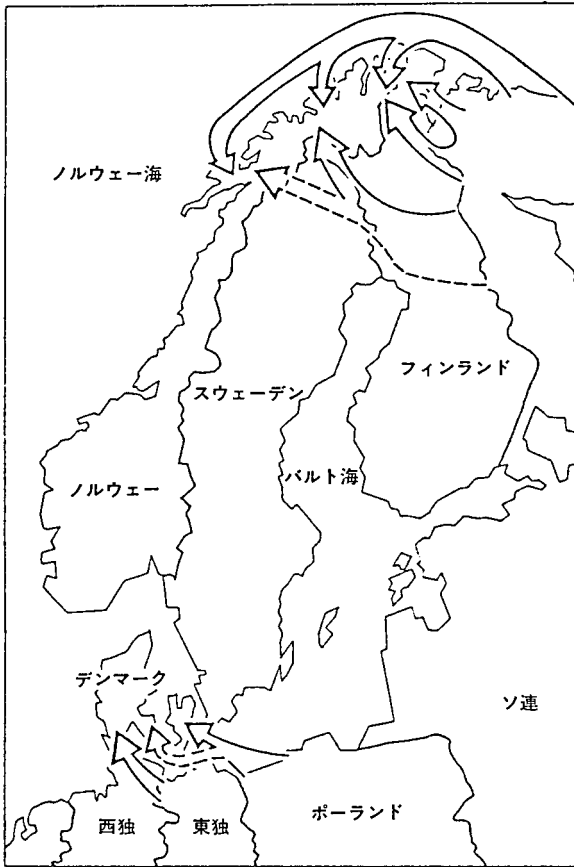 ノルウェー海
フィンランド
スウェーデン
バルト海
ノルウェー
デンマーク
ソ連
西独
東独
ポーランド